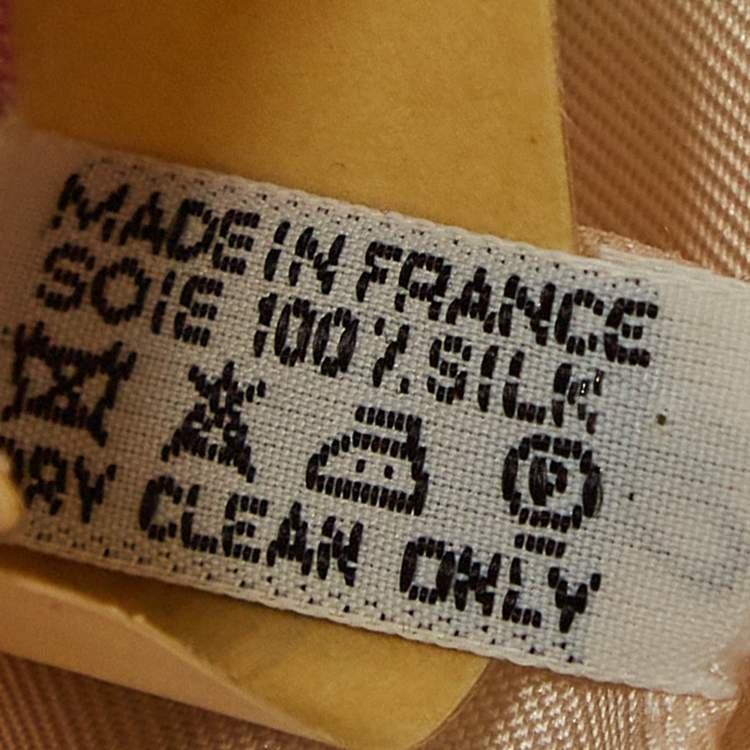 MADE IN FRANCE
SOIE 100% SILK
P
DRY CLEAN ONLY